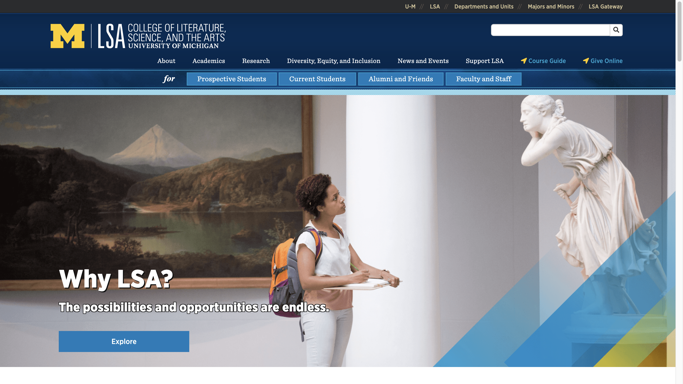 U-M // LSA // Departments and Units // Majors and Minors // LSA Gateway
M | LSA COLLEGE OF LITERATURE, SCIENCE, AND THE ARTS
UNIVERSITY OF MICHIGAN
About Academics Research Diversity, Equity, and Inclusion News and Events Support LSA Course Guide Give Online
for Prospective Students Current Students Alumni and Friends Faculty and Staff
Why LSA?
The possibilities and opportunities are endless.
Explore